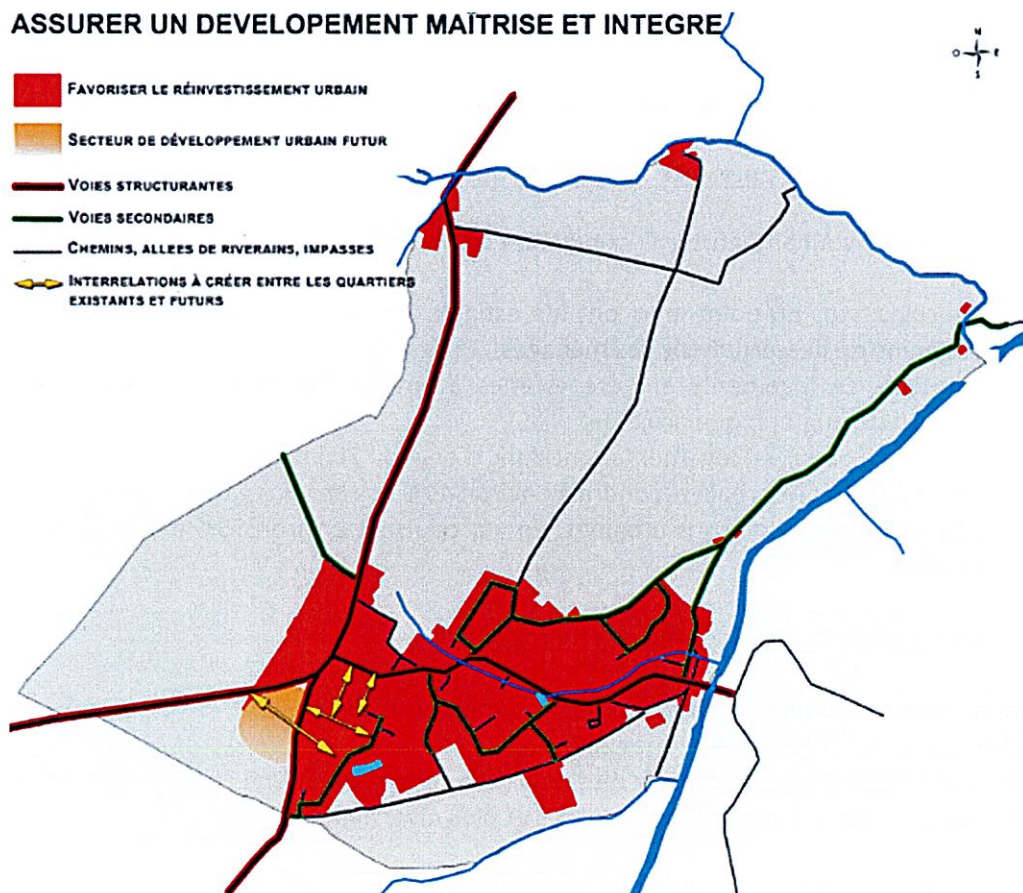 ASSURER UN DEVELOPEMENT MAÎTRISE ET INTEGRE
N
O E
S
FAVORISER LE RÉINVESTISSEMENT URBAIN
SECTEUR DE DÉVELOPPEMENT URBAIN FUTUR
VOIES STRUCTURANTES
VOIES SECONDAIRES
CHEMINS, ALLEES DE RIVERAINS, IMPASSES
INTERRELATIONS À CRÉER ENTRE LES QUARTIERS
EXISTANTS ET FUTURS